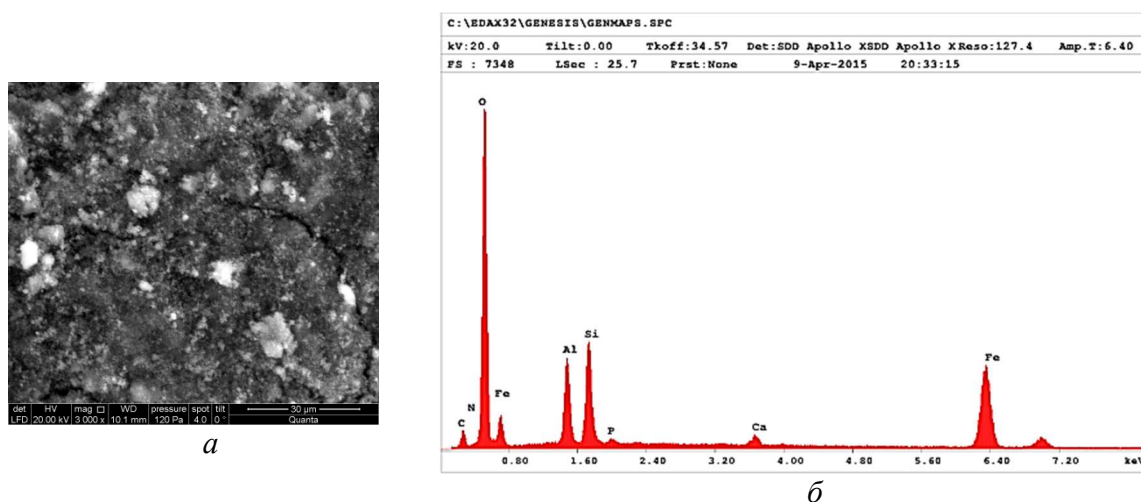 C:\EDAX32\GENESIS\GENMAPS.SPC
kV:20.0 Tilt:0.00 Tkoff:34.57 Det:SDD Apollo XSDD Apollo X Reso:127.4 Amp.T:6.40
FS : 7348 LSec : 25.7 Prst:None 9-Apr-2015 20:33:15
O
Si
Al
Fe
Fe
N
C
P
Ca
0.80 1.60 2.40 3.20 4.00 4.80 5.60 6.40 7.20 keV
det HV mag WD pressure spot tilt 30 µm
LFD 20.00 kV 3 000 x 10.1 mm 120 Pa 4.0 0° Quanta
а
б